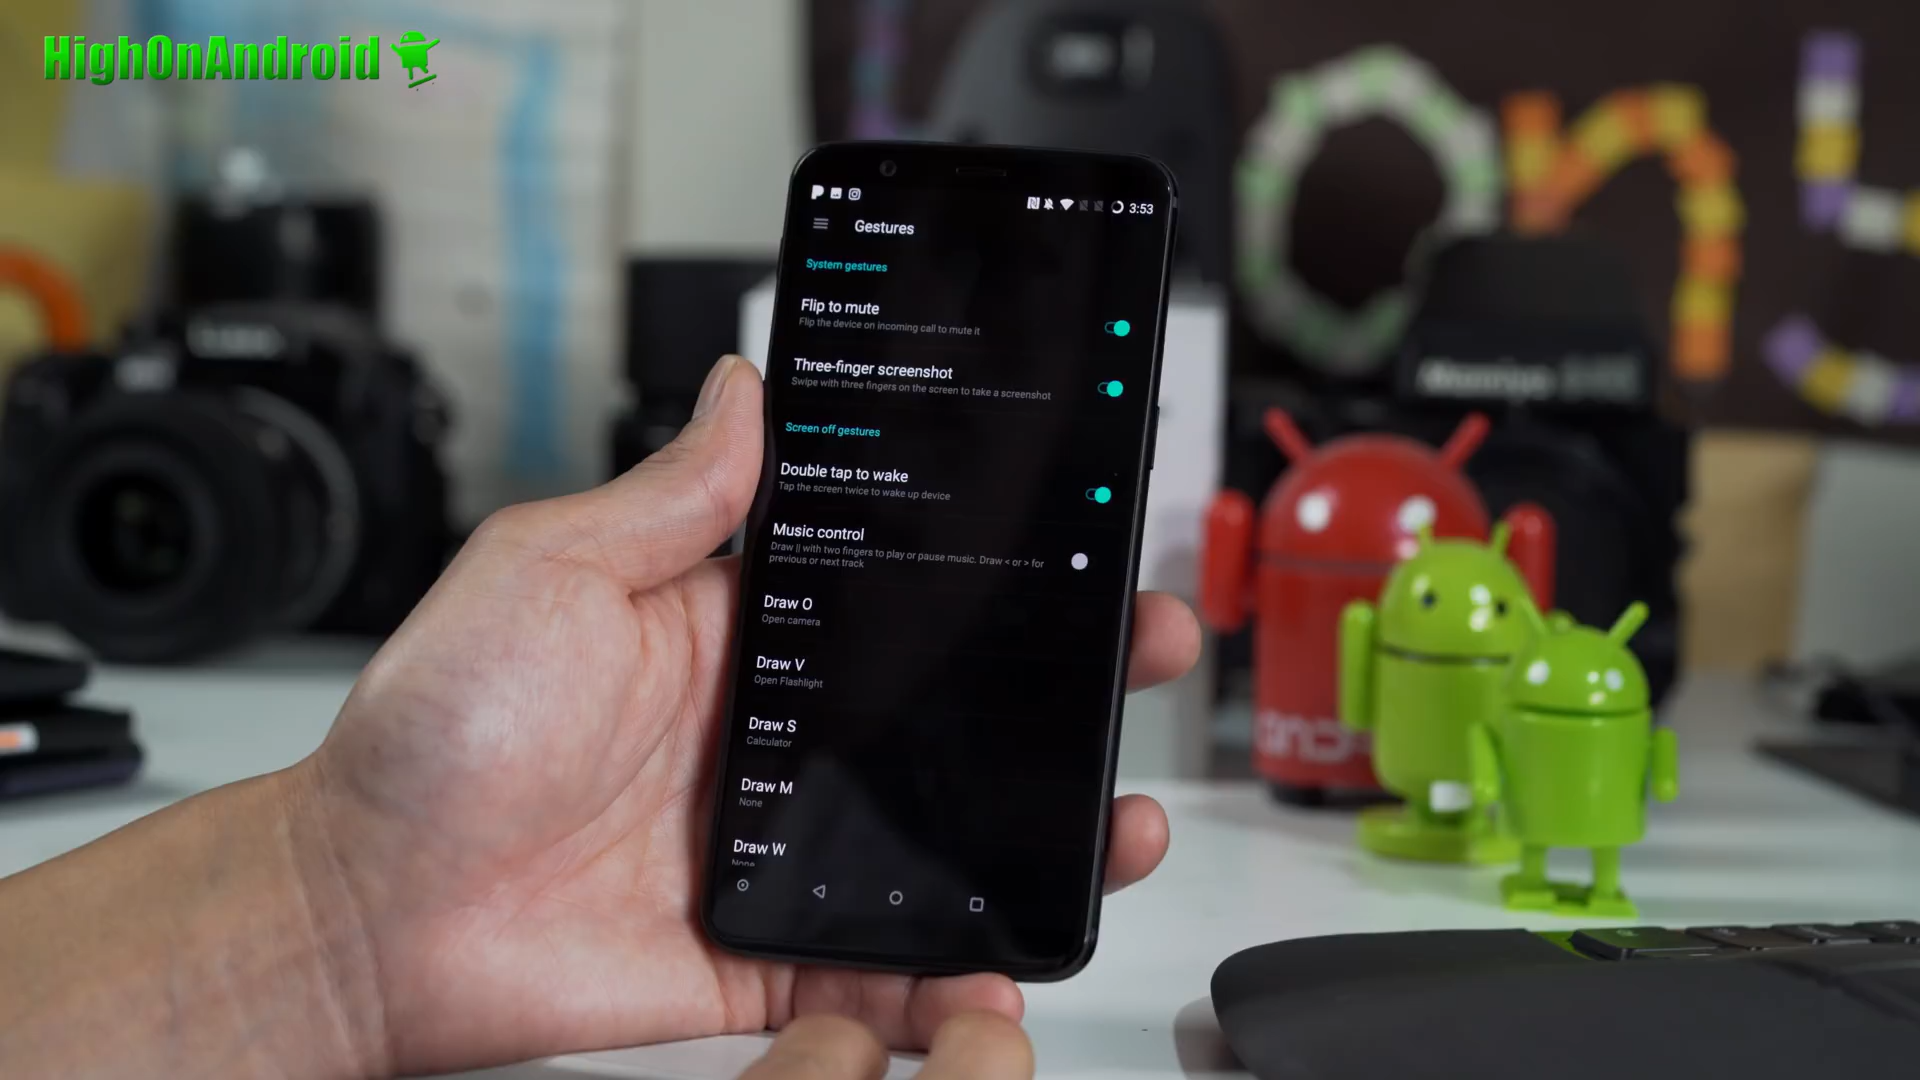 HighOnAndroid
3:53
Gestures
System gestures
Flip to mute
Flip the device on incoming call to mute it
Three-finger screenshot
Swipe with three fingers on the screen to take a screenshot
Screen off gestures
Double tap to wake
Tap the screen twice to wake up device
Music control
Draw || with two fingers to play or pause music. Draw < or > for
previous or next track
Draw O
Open camera
Draw V
Open Flashlight
Draw S
Calculator
Draw M
None
Draw W
None